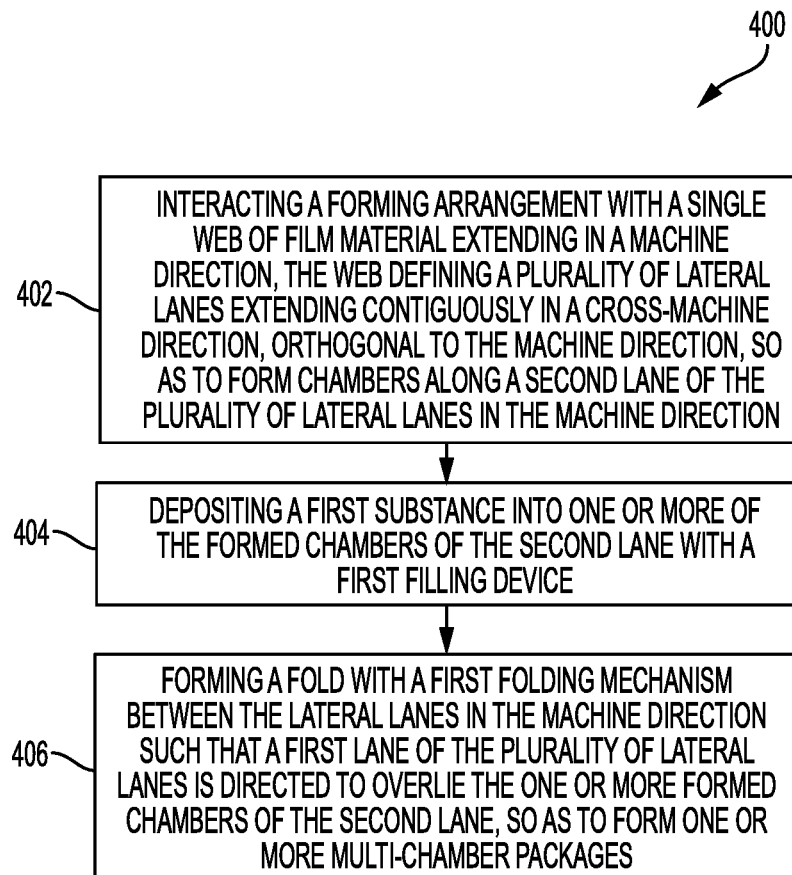 400
INTERACTING A FORMING ARRANGEMENT WITH A SINGLE
WEB OF FILM MATERIAL EXTENDING IN A MACHINE
DIRECTION, THE WEB DEFINING A PLURALITY OF LATERAL
LANES EXTENDING CONTIGUOUSLY IN A CROSS-MACHINE
DIRECTION, ORTHOGONAL TO THE MACHINE DIRECTION, SO
AS TO FORM CHAMBERS ALONG A SECOND LANE OF THE
PLURALITY OF LATERAL LANES IN THE MACHINE DIRECTION
402
DEPOSITING A FIRST SUBSTANCE INTO ONE OR MORE OF
THE FORMED CHAMBERS OF THE SECOND LANE WITH A
FIRST FILLING DEVICE
404
FORMING A FOLD WITH A FIRST FOLDING MECHANISM
BETWEEN THE LATERAL LANES IN THE MACHINE DIRECTION
SUCH THAT A FIRST LANE OF THE PLURALITY OF LATERAL
LANES IS DIRECTED TO OVERLIE THE ONE OR MORE FORMED
CHAMBERS OF THE SECOND LANE, SO AS TO FORM ONE OR
MORE MULTI-CHAMBER PACKAGES
406